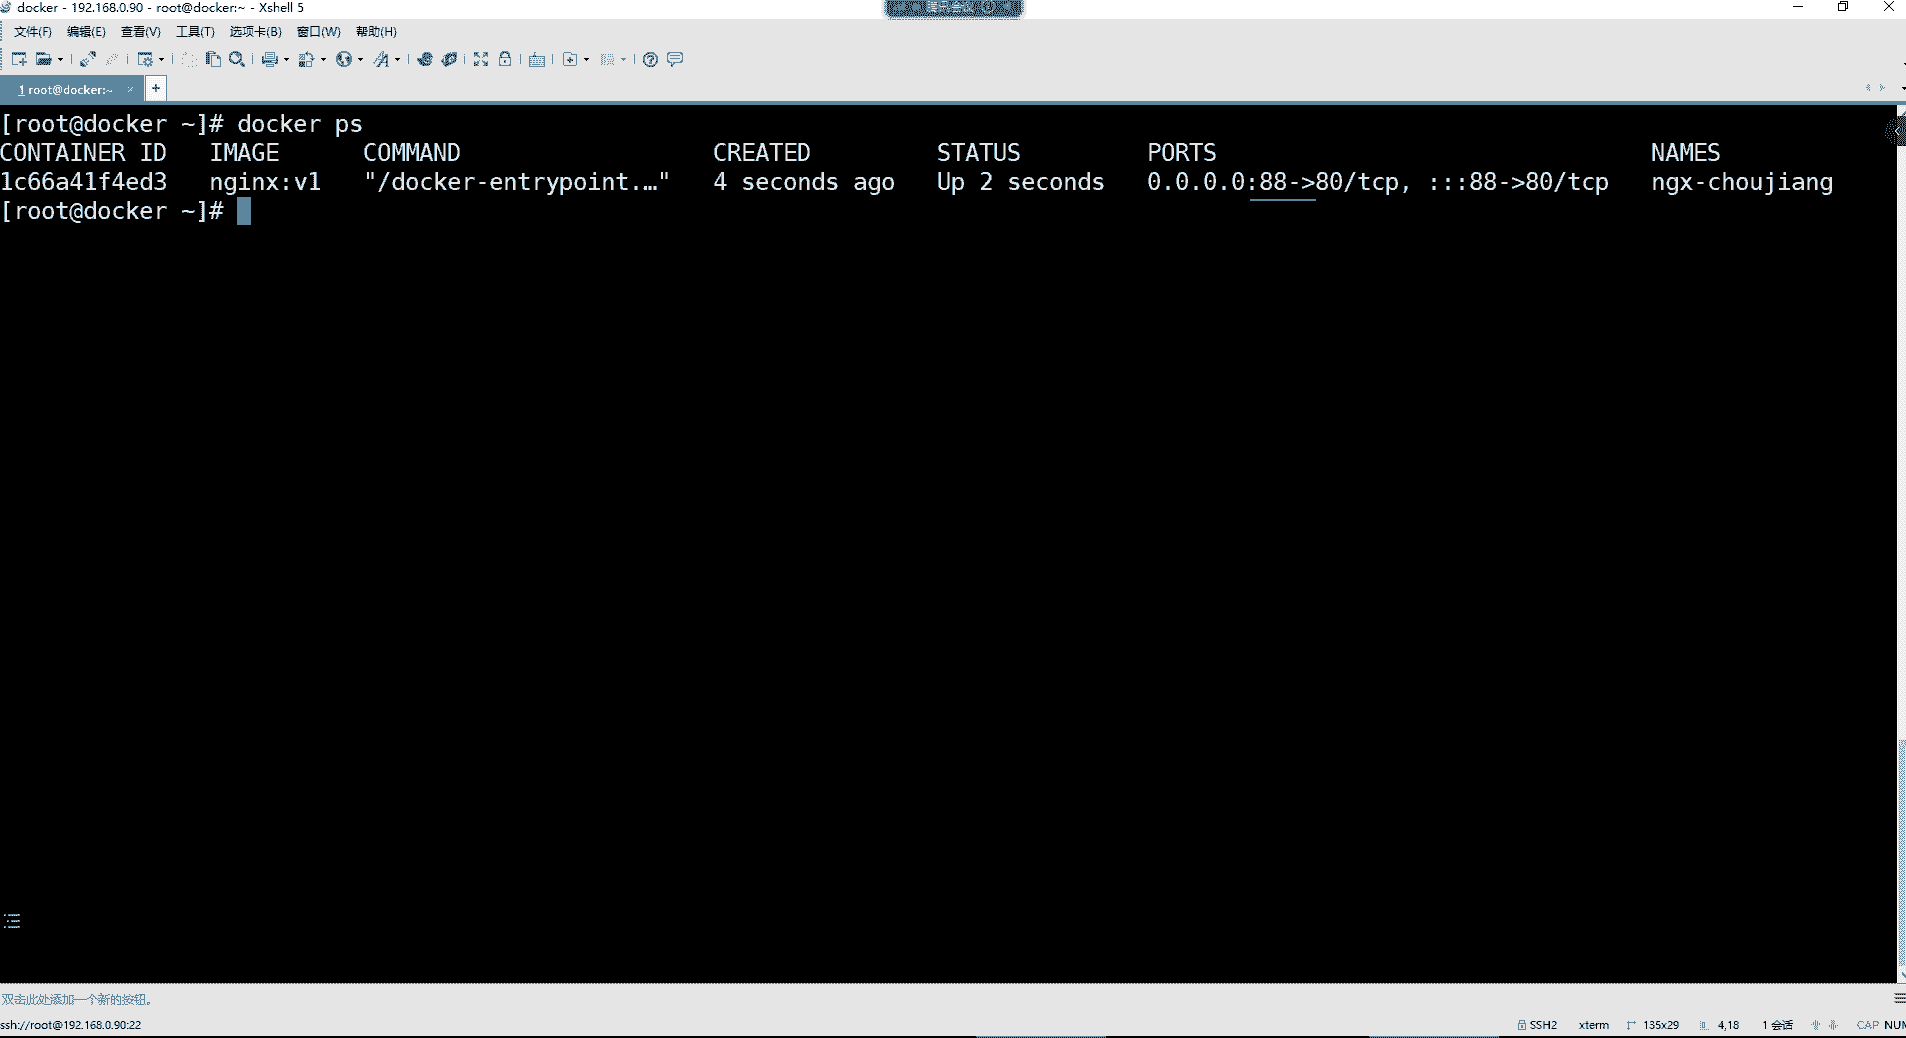 docker - 192.168.0.90 - root@docker:~ - Xshell 5
文件(F) 编辑(E) 查看(V) 工具(T) 选项卡(B) 窗口(W) 帮助(H)
1 root@docker:~ × +
[root@docker ~]# docker ps
CONTAINER ID IMAGE COMMAND CREATED STATUS PORTS NAMES
1c66a41f4ed3 nginx:v1 "/docker-entrypoint.…" 4 seconds ago Up 2 seconds 0.0.0.0:88->80/tcp, :::88->80/tcp ngx-choujiang
[root@docker ~]#
双击此处添加一个新的按钮。
ssh://root@192.168.0.90:22 SSH2 xterm 135x29 4,18 1 会话 CAP NUM